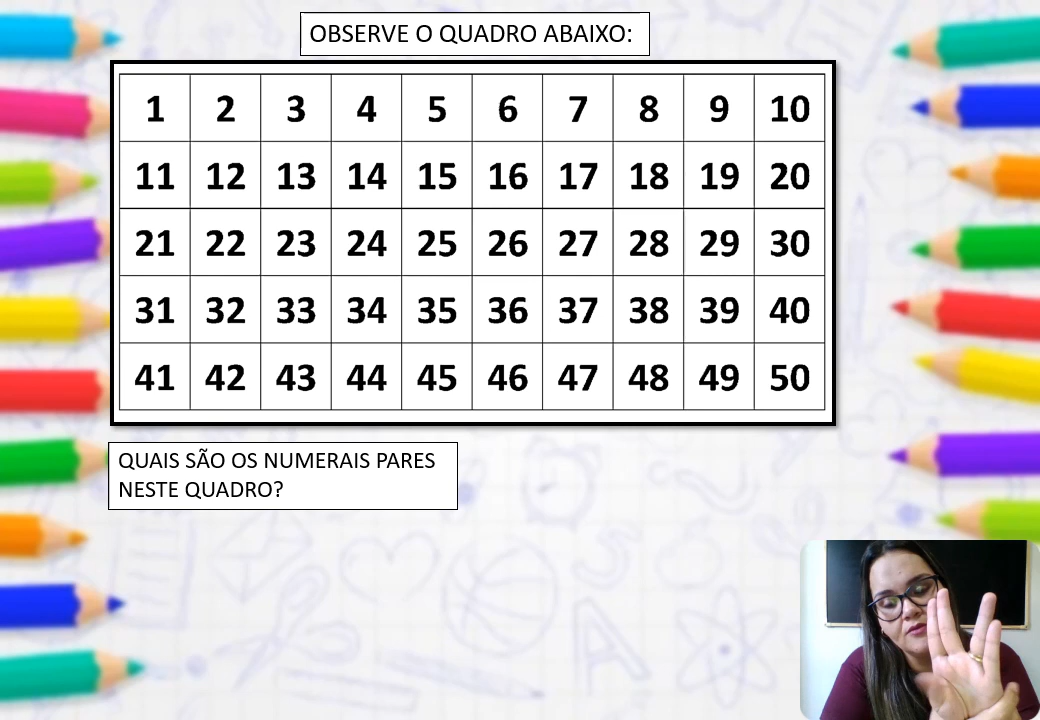 OBSERVE O QUADRO ABAIXO:
1 2 3 4 5 6 7 8 9 10
11 12 13 14 15 16 17 18 19 20
21 22 23 24 25 26 27 28 29 30
31 32 33 34 35 36 37 38 39 40
41 42 43 44 45 46 47 48 49 50
QUAIS SÃO OS NUMERAIS PARES
NESTE QUADRO?